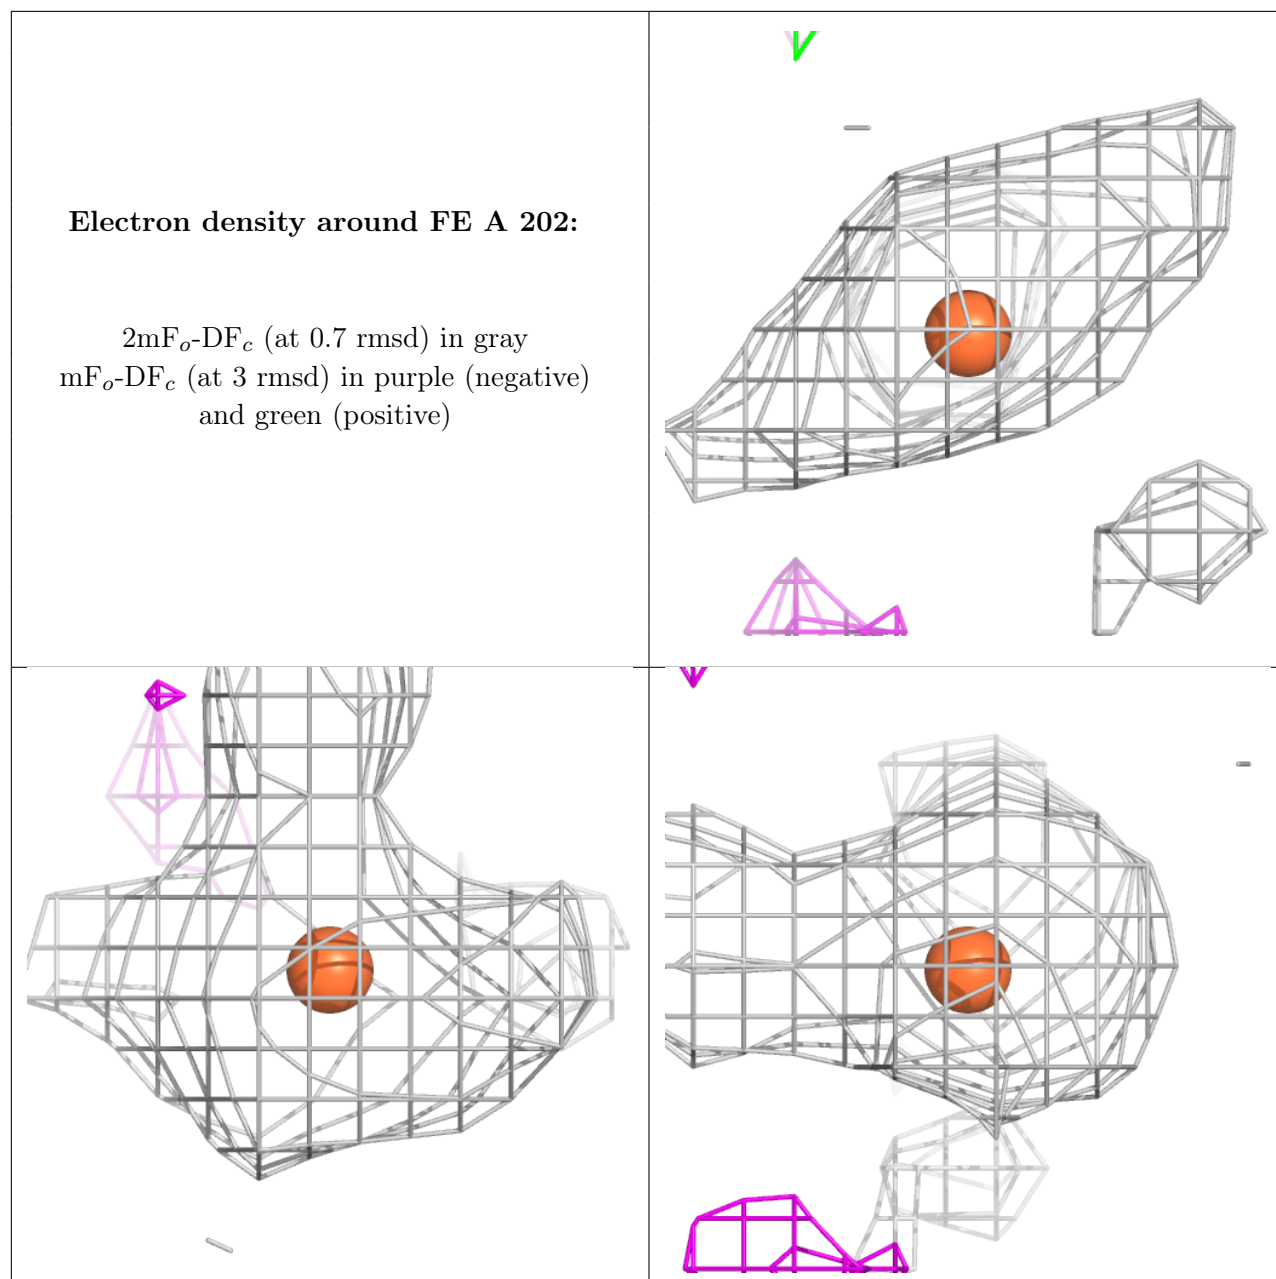 Electron density around FE A 202:
2mFo-DFc (at 0.7 rmsd) in gray
mFo-DFc (at 3 rmsd) in purple (negative)
and green (positive)